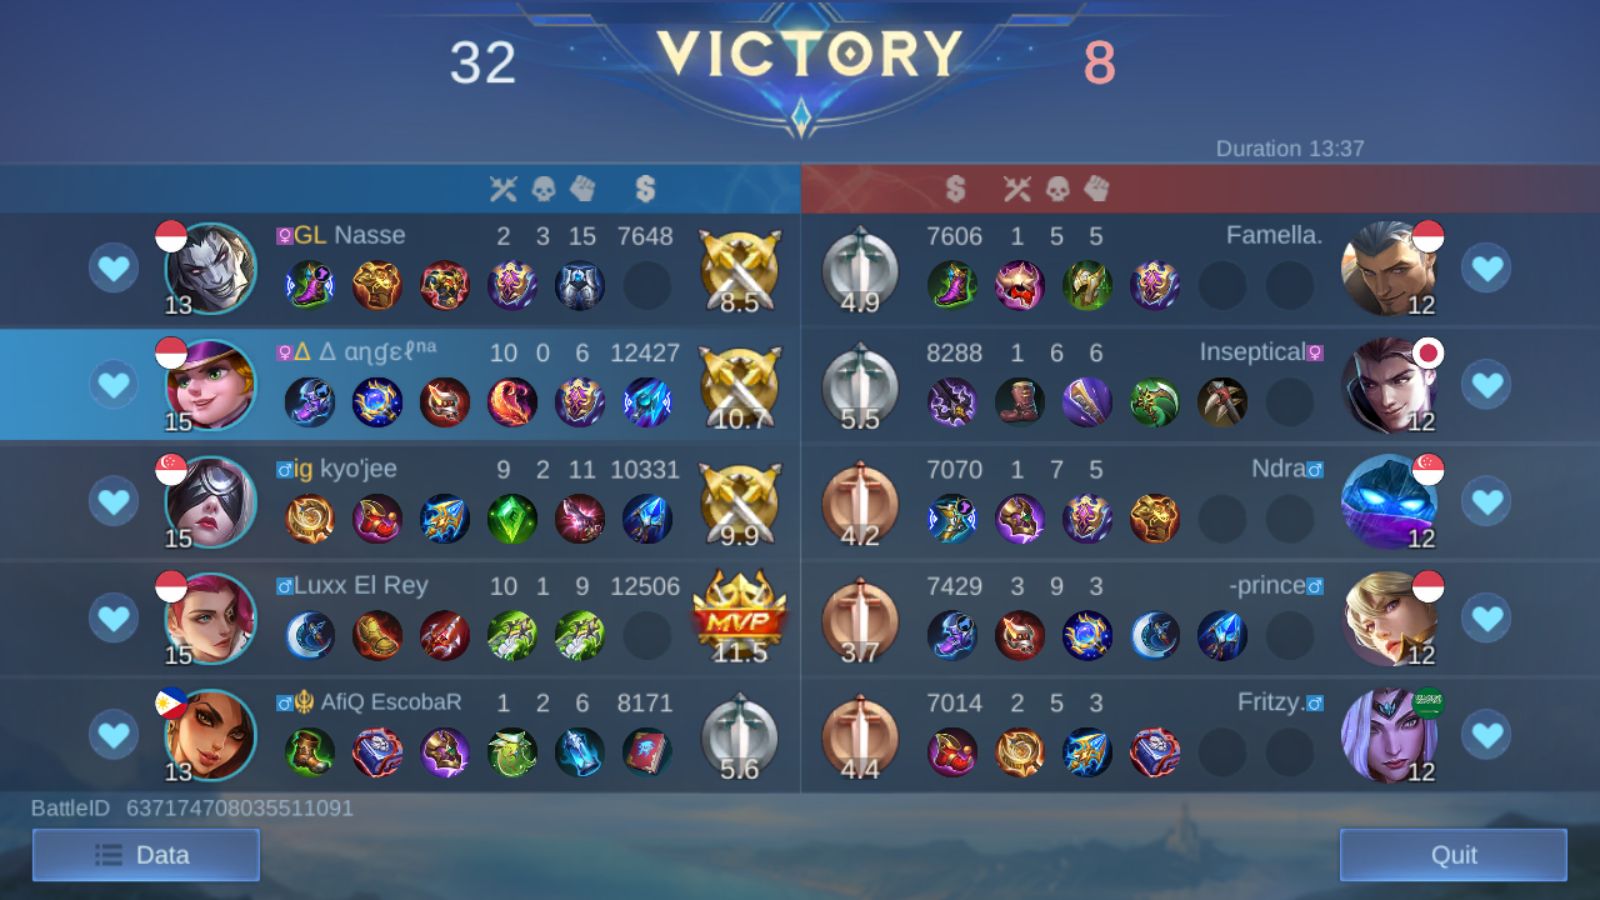 32 VICTORY 8
Duration 13:37
GL Nasse 2 3 15 7648
13 8.5
7606 1 5 5 Famella.
4.9 12
Δ Δ αɳɠεℓⁿᵃ 10 0 6 12427
15 10.7
8288 1 6 6 Inseptical
5.5 12
ig kyo'jee 9 2 11 10331
15 9.9
7070 1 7 5 Ndra
4.2 12
Luxx El Rey 10 1 9 12506
MVP
15 11.5
7429 3 9 3 -prince
3.7 12
AfiQ EscobaR 1 2 6 8171
13 5.6
7014 2 5 3 Fritzy.
4.4 12
BattleID 637174708035511091
Data
Quit